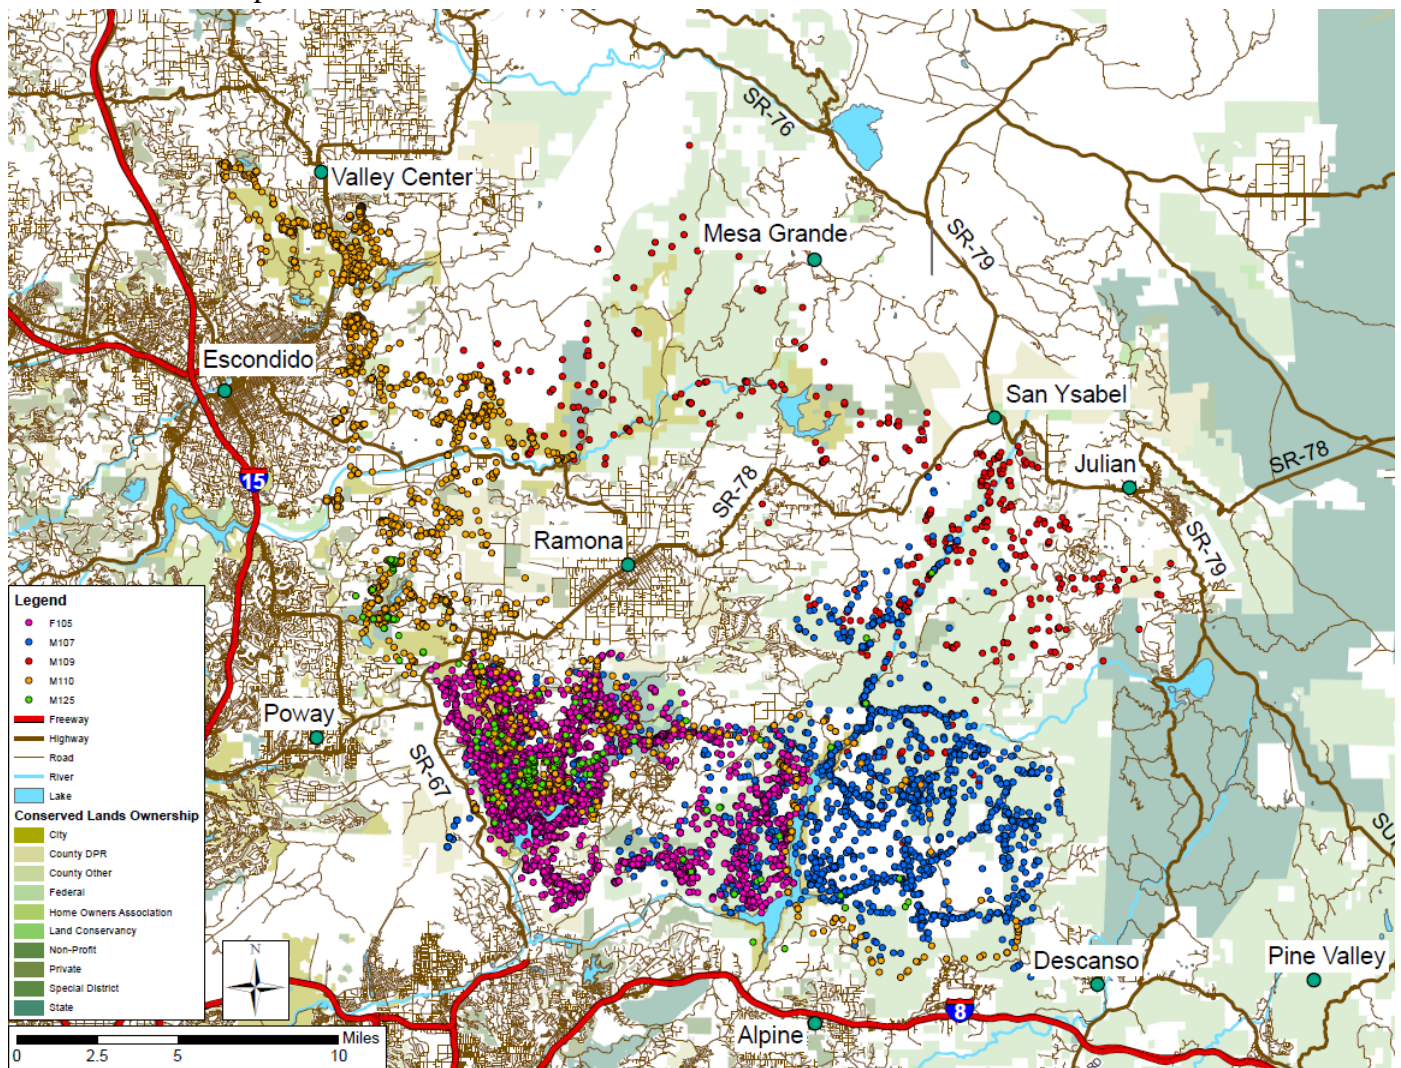 SR-76
Valley Center
Mesa Grande
SR-79
Escondido
San Ysabel
Julian
SR-78
15
SR-78
Ramona
SR-79
Legend
F105
M107
M109
M110
M125
Freeway
Highway
Road
River
Lake
Conserved Lands Ownership
City
County DPR
County Other
Federal
Home Owners Association
Land Conservancy
Non-Profit
Private
Special District
State
Poway
SR-67
N
Descanso
Pine Valley
8
Alpine
0 2.5 5 10 Miles